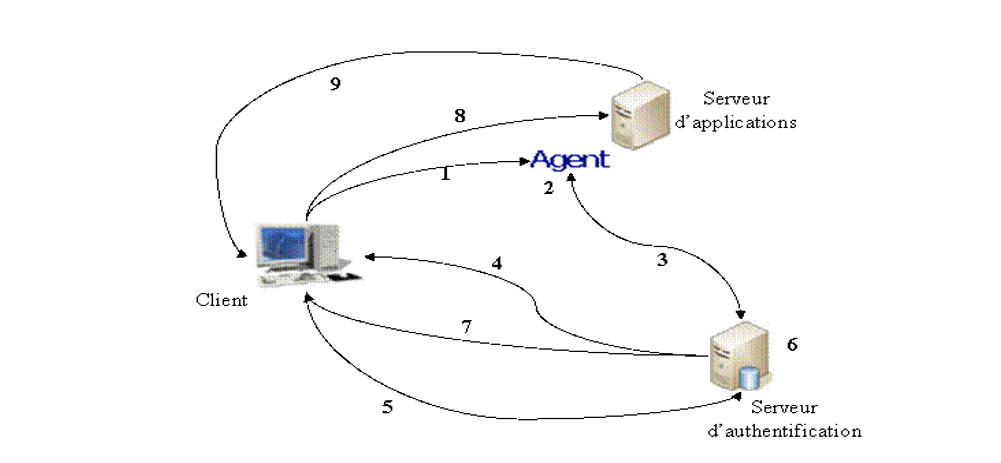 9
Serveur
d'applications
8
1
Agent
2
3
4
Client
7
6
5
Serveur
d'authentification